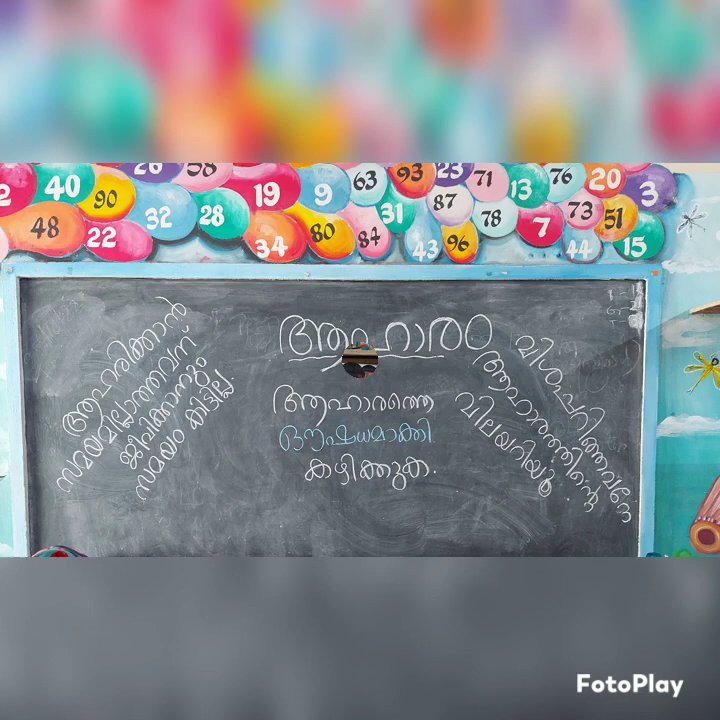 26 58
2 40 90 19 9 63 93 23 71 13 76 20 3
48 22 32 28 34 80 84 31 43 87 96 78 7 73 44 51 15
ആഹാരം
ആഹരിക്കാൻ
സമയമില്ലാത്തവന്
ജീവിക്കാനും
സമയം കിട്ടില്ല
ആഹാരത്തെ
ഔഷധമാക്കി
കഴിക്കുക.
വിശപ്പറിഞ്ഞവനേ
ആഹാരത്തിന്റെ
വിലയറിയൂ.
FotoPlay